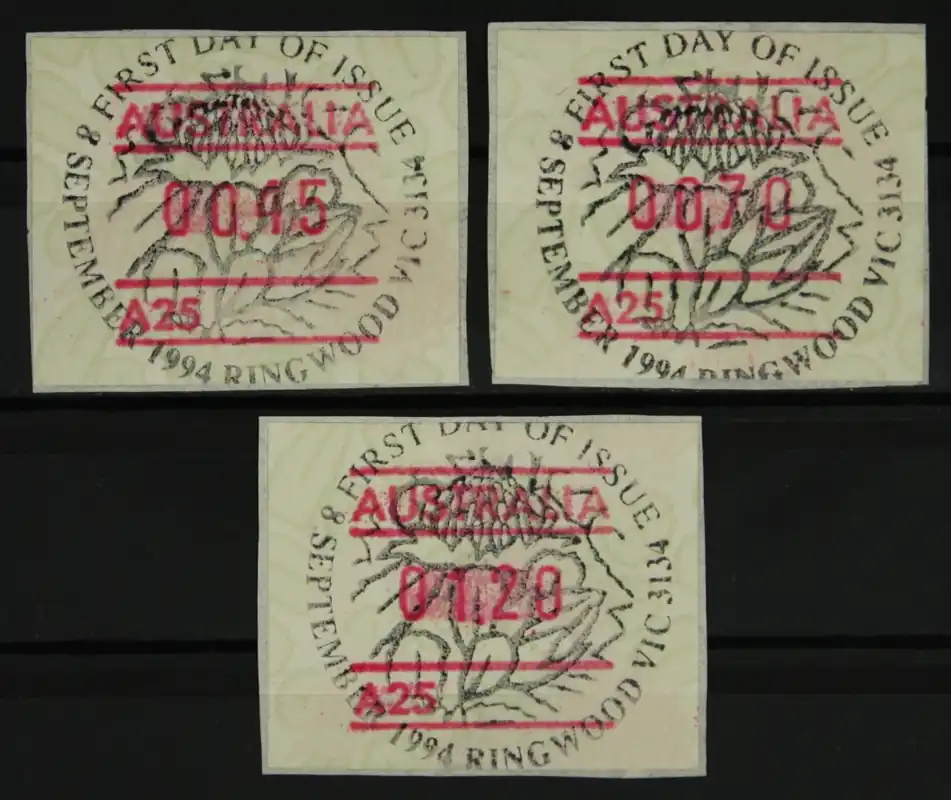 FIRST DAY OF ISSUE
AUSTRALIA
00.45
A25
8 SEPTEMBER 1994 RINGWOOD VIC 3134
FIRST DAY OF ISSUE
AUSTRALIA
00.70
A25
8 SEPTEMBER 1994 RINGWOOD VIC 3134
FIRST DAY OF ISSUE
AUSTRALIA
01.20
A25
8 SEPTEMBER 1994 RINGWOOD VIC 3134